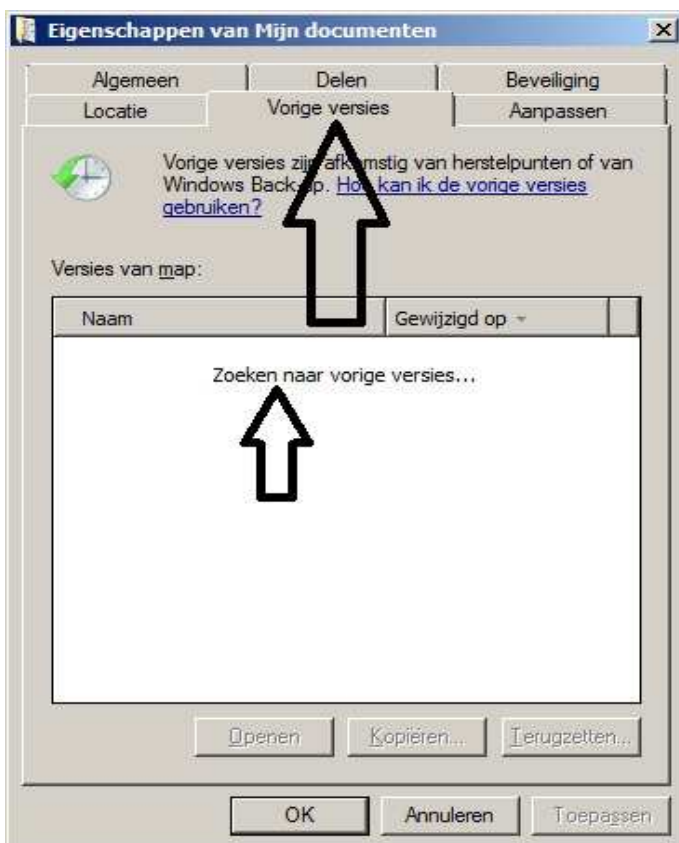 Eigenschappen van Mijn documenten
Algemeen
Delen
Beveiliging
Locatie
Vorige versies
Aanpassen
Vorige versies zijn afkomstig van herstelpunten of van
Windows Back-up. Hoe kan ik de vorige versies
gebruiken?
Versies van map:
Naam
Gewijzigd op
Zoeken naar vorige versies...
Openen
Kopiëren...
Terugzetten...
OK
Annuleren
Toepassen